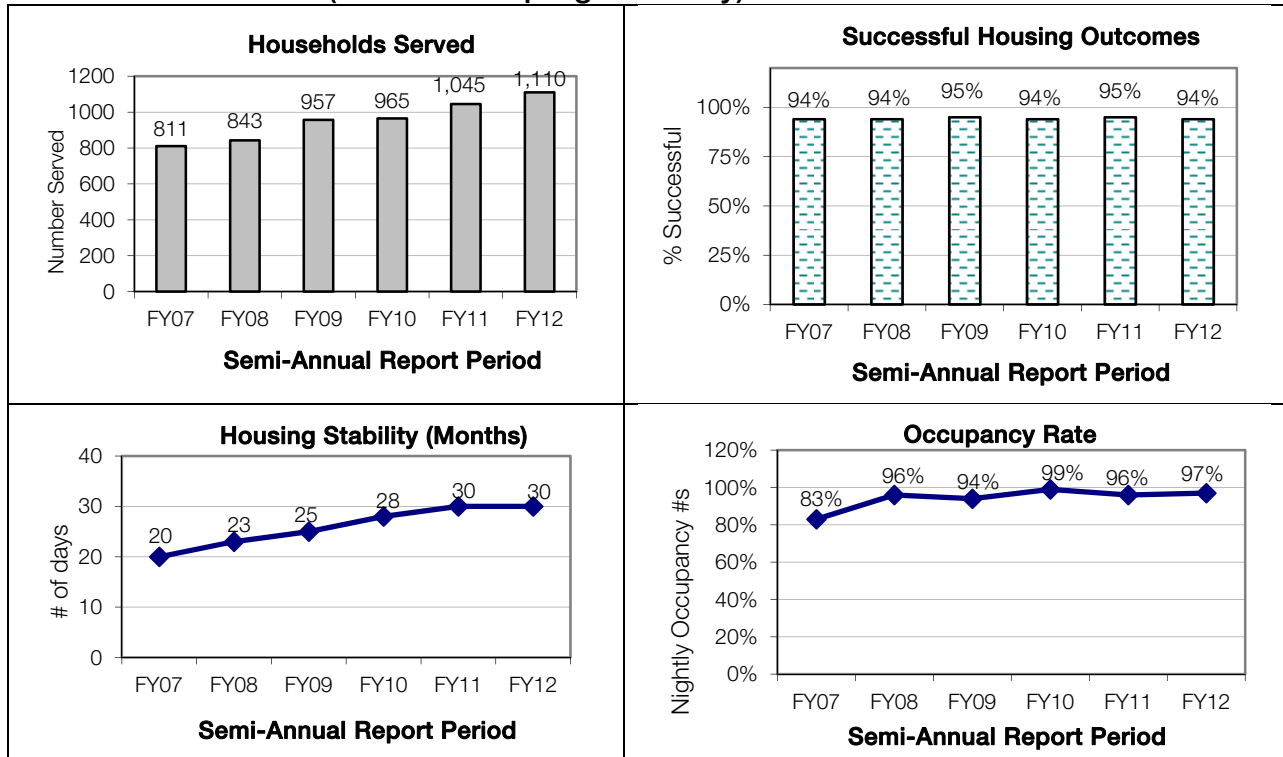 Households Served
1200
1000
800
600
400
200
0
Number Served
811
843
957
965
1,045
1,110
FY07 FY08 FY09 FY10 FY11 FY12
Semi-Annual Report Period
Successful Housing Outcomes
100%
75%
50%
25%
0%
% Successful
94% 94% 95% 94% 95% 94%
FY07 FY08 FY09 FY10 FY11 FY12
Semi-Annual Report Period
Housing Stability (Months)
40
30
20
10
0
# of days
20 23 25 28 30 30
FY07 FY08 FY09 FY10 FY11 FY12
Semi-Annual Report Period
Occupancy Rate
120%
100%
80%
60%
40%
20%
0%
Nightly Occupancy #s
83% 96% 94% 99% 96% 97%
FY07 FY08 FY09 FY10 FY11 FY12
Semi-Annual Report Period